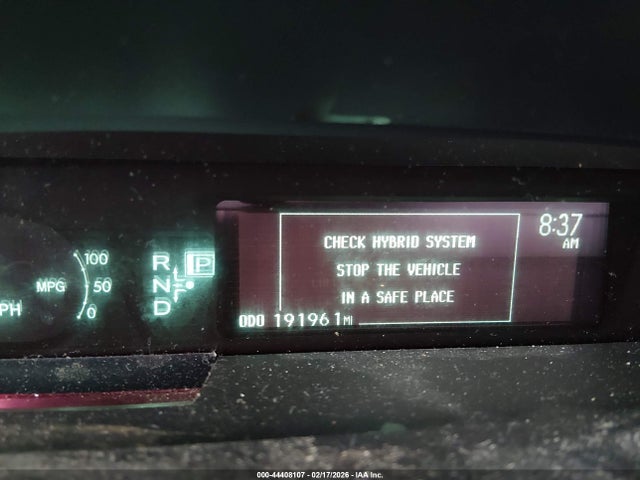 100
MPG 50
0
PH
R P
N
D
CHECK HYBRID SYSTEM
STOP THE VEHICLE
IN A SAFE PLACE
8:37
AM
ODO 191961 MI
000-44408107 - 02/17/2026 - IAA Inc.